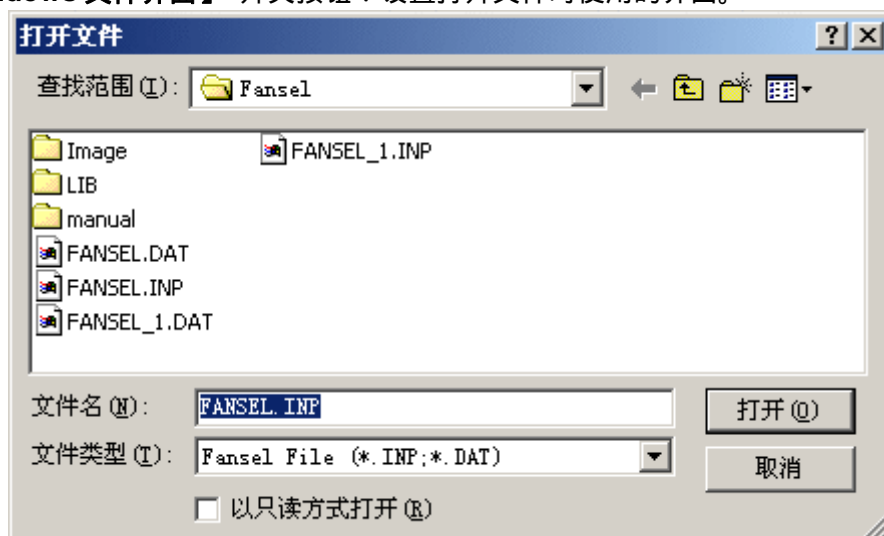 打开文件
查找范围(I): Fansel
Image FANSEL_1.INP
LIB
manual
FANSEL.DAT
FANSEL.INP
FANSEL_1.DAT
文件名(N): FANSEL.INP 打开(O)
文件类型(T): Fansel File (*.INP;*.DAT) 取消
以只读方式打开(R)